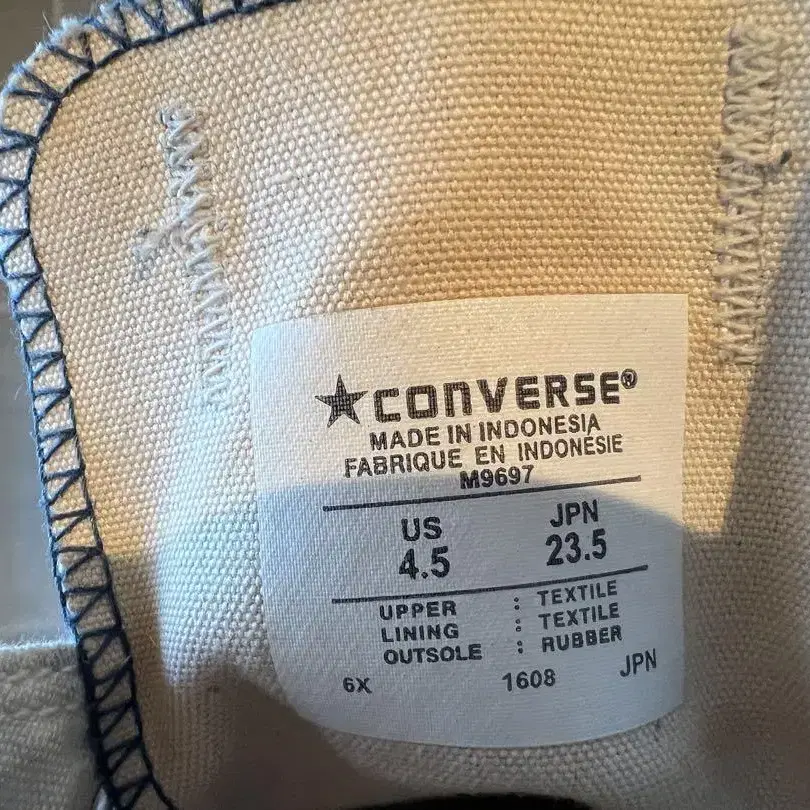 ★CONVERSE®
MADE IN INDONESIA
FABRIQUE EN INDONÉSIE
M9697
US JPN
4.5 23.5
UPPER : TEXTILE
LINING : TEXTILE
OUTSOLE : RUBBER
6X 1608 JPN